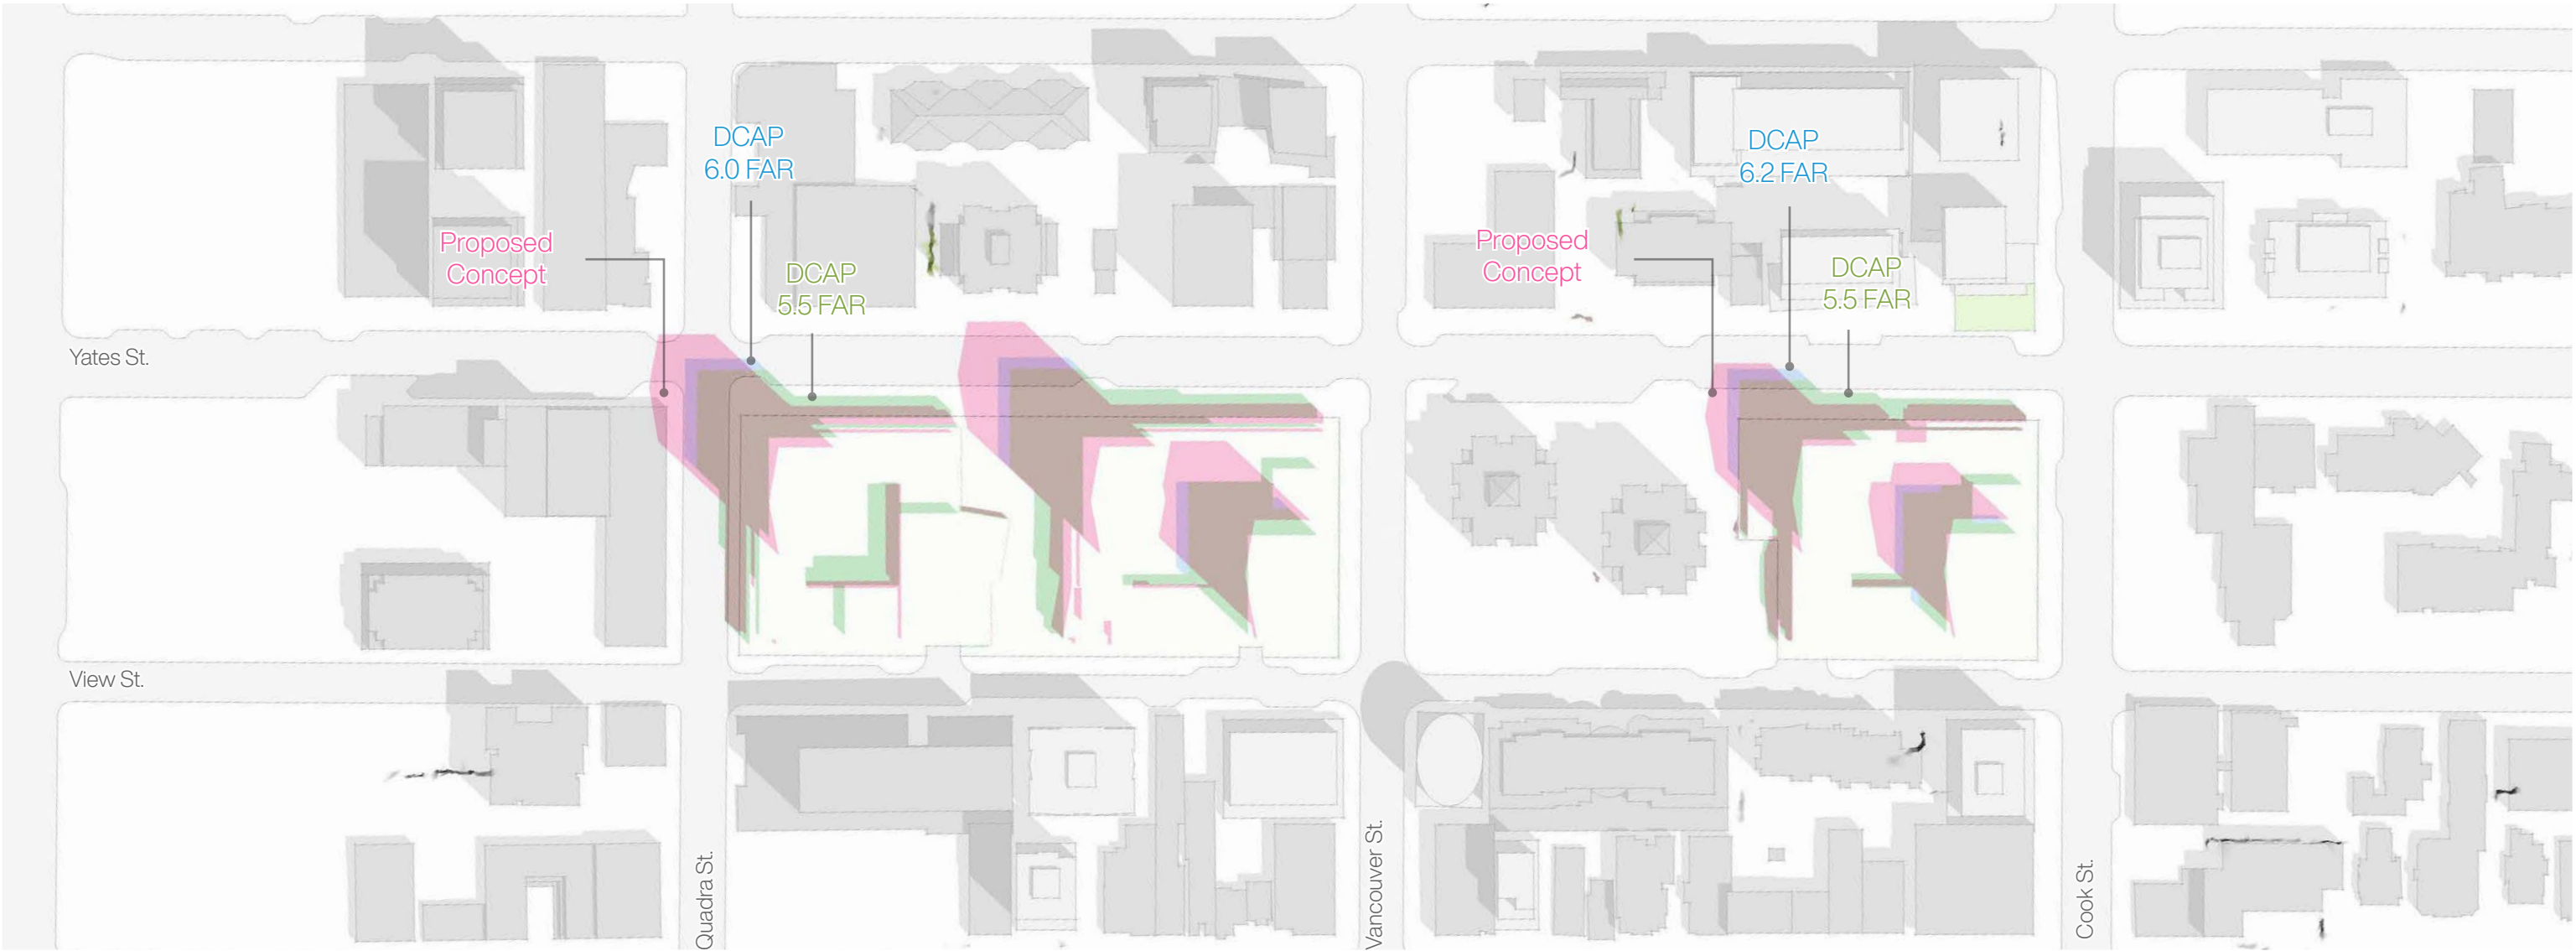 DCAP
6.0 FAR
DCAP
6.2 FAR
Proposed
Concept
DCAP
5.5 FAR
Proposed
Concept
DCAP
5.5 FAR
Yates St.
View St.
Quadra St.
Vancouver St.
Cook St.